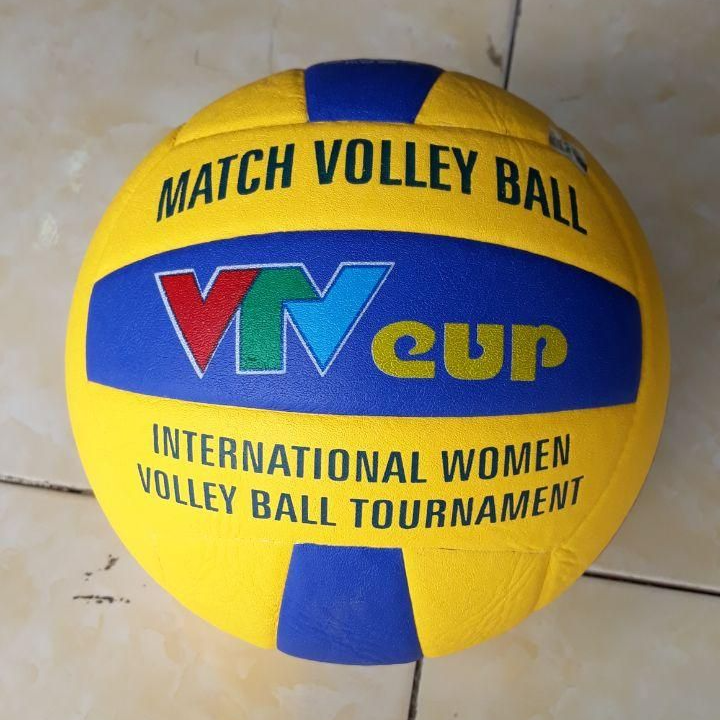 MATCH VOLLEY BALL
VTV cup
INTERNATIONAL WOMEN
VOLLEY BALL TOURNAMENT